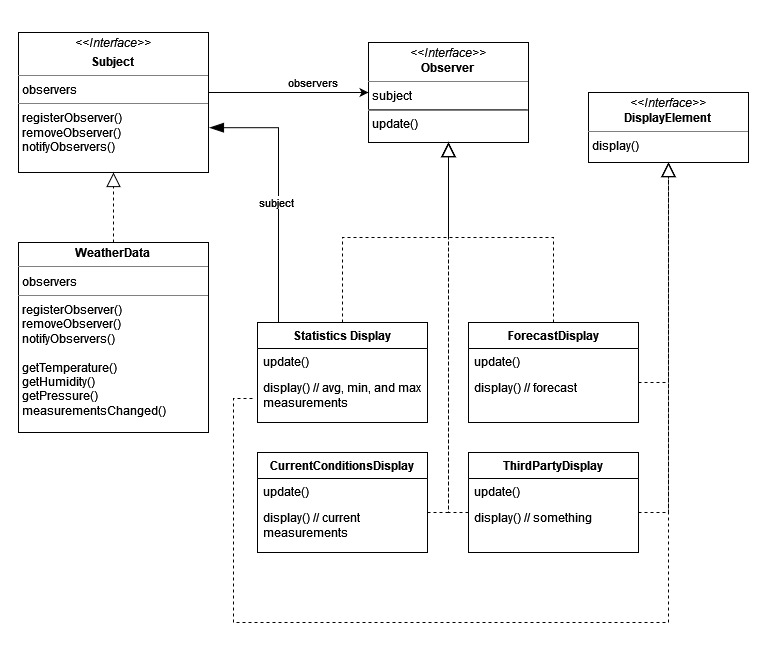 <<Interface>>
Subject
observers
registerObserver()
removeObserver()
notifyObservers()
observers
<<Interface>>
Observer
subject
update()
<<Interface>>
DisplayElement
display()
subject
WeatherData
observers
registerObserver()
removeObserver()
notifyObservers()
getTemperature()
getHumidity()
getPressure()
measurementsChanged()
Statistics Display
update()
display() // avg, min, and max
measurements
ForecastDisplay
update()
display() // forecast
CurrentConditionsDisplay
update()
display() // current
measurements
ThirdPartyDisplay
update()
display() // something